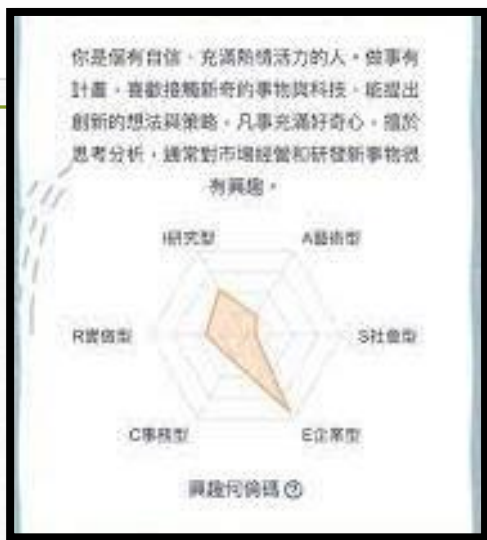 你是個有自信、充滿熱情活力的人。做事有
計畫，喜歡接觸新奇的事物與科技，能提出
創新的想法與策略。凡事充滿好奇心，擅於
思考分析，通常對市場經營和研發新事物很
有興趣。
I研究型
A藝術型
R實做型
S社會型
C事務型
E企業型
興趣何倫碼 ?